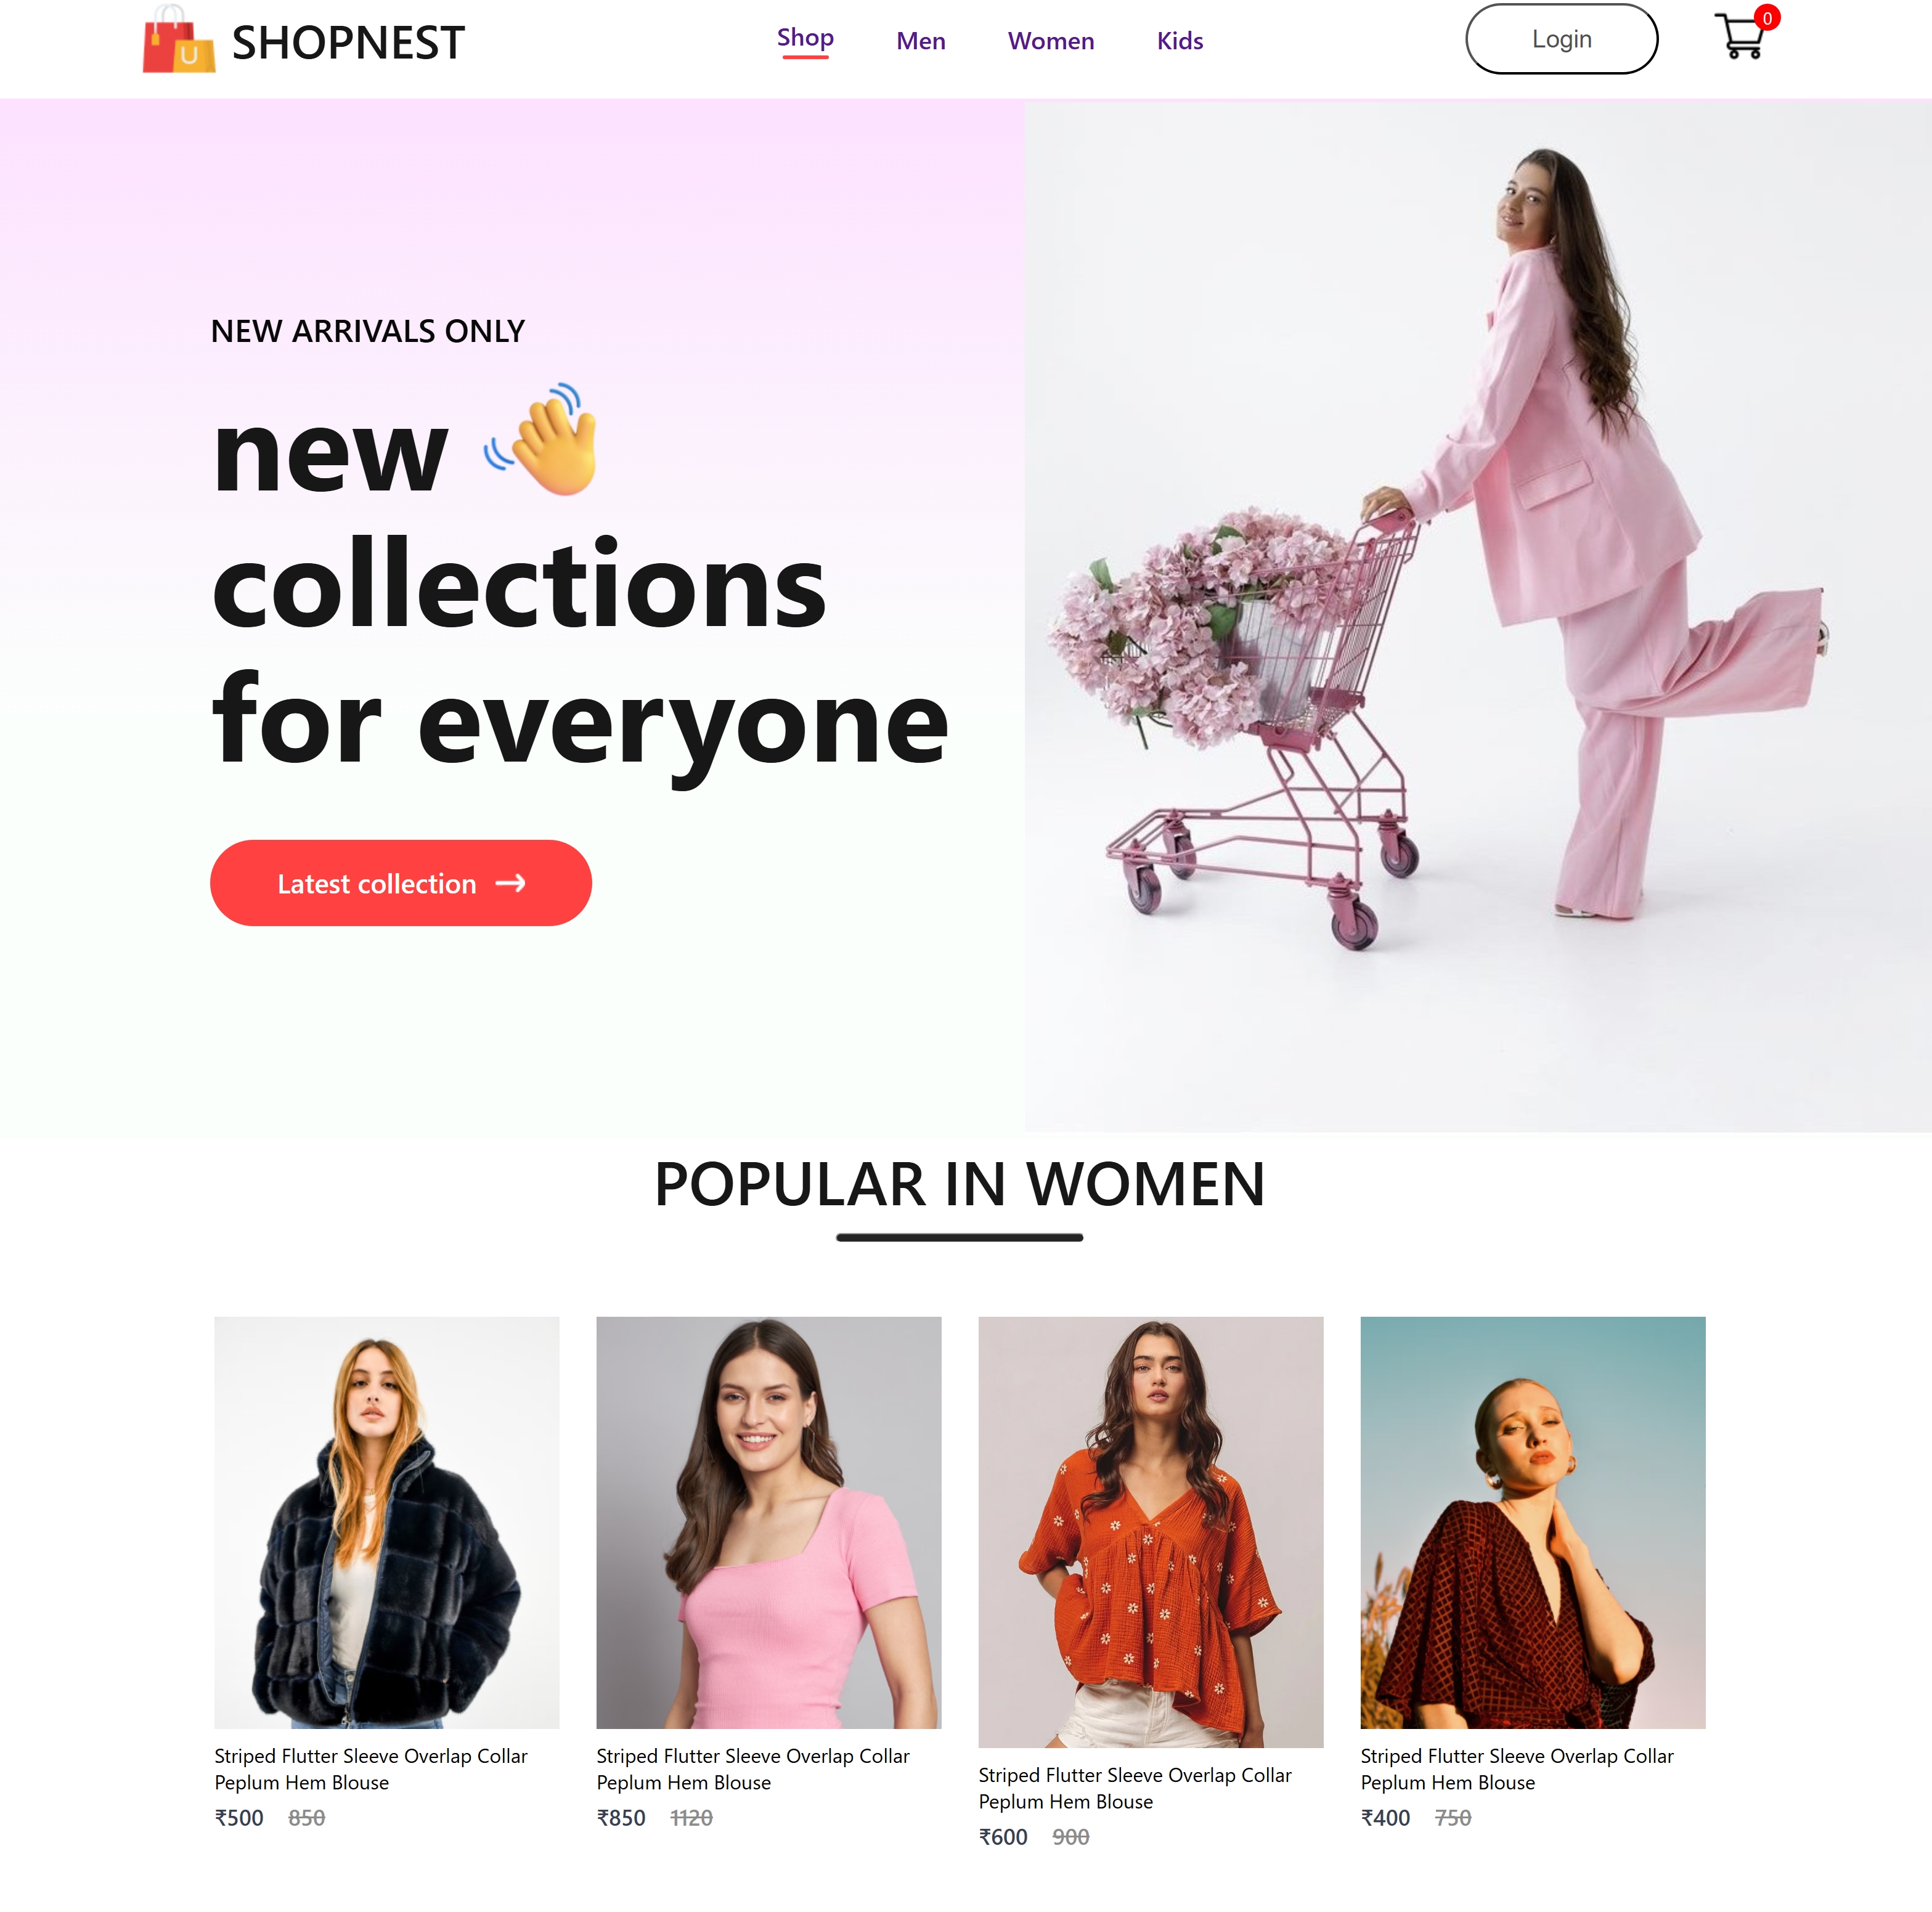 SHOPNEST
Shop
Men
Women
Kids
Login
0
NEW ARRIVALS ONLY
new
collections
for everyone
Latest collection
POPULAR IN WOMEN
Striped Flutter Sleeve Overlap Collar
Peplum Hem Blouse
₹500 850
Striped Flutter Sleeve Overlap Collar
Peplum Hem Blouse
₹850 1120
Striped Flutter Sleeve Overlap Collar
Peplum Hem Blouse
₹600 900
Striped Flutter Sleeve Overlap Collar
Peplum Hem Blouse
₹400 750